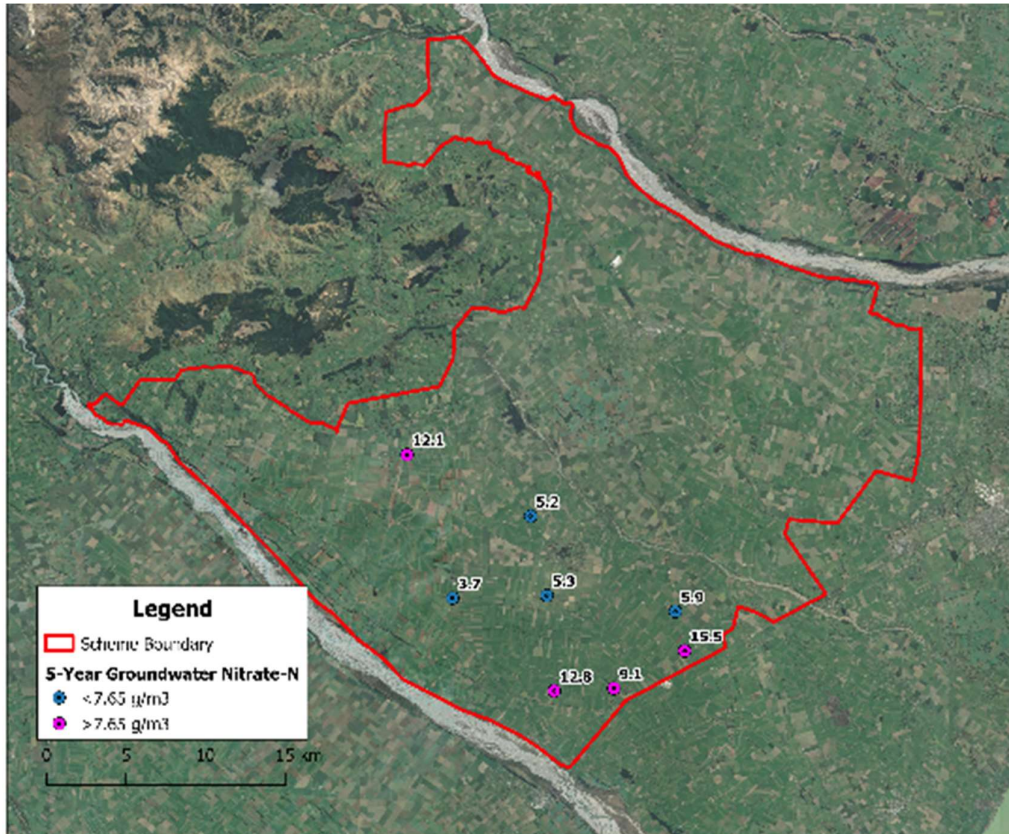 12.1
5.2
3.7
5.3
5.9
15.5
12.8
9.1
Legend
Scheme Boundary
5-Year Groundwater Nitrate-N
<7.65 g/m3
>7.65 g/m3
0 5 10 15 km